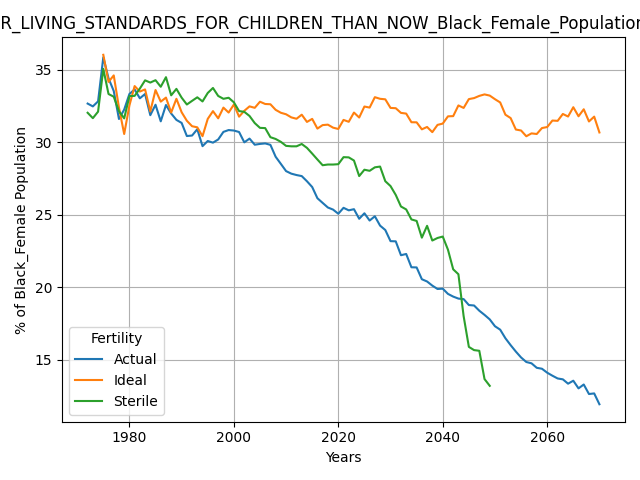 R_LIVING_STANDARDS_FOR_CHILDREN_THAN_NOW_Black_Female_Population
% of Black_Female Population
35
30
25
20
15
Fertility
Actual
Ideal
Sterile
1980
2000
2020
2040
2060
Years